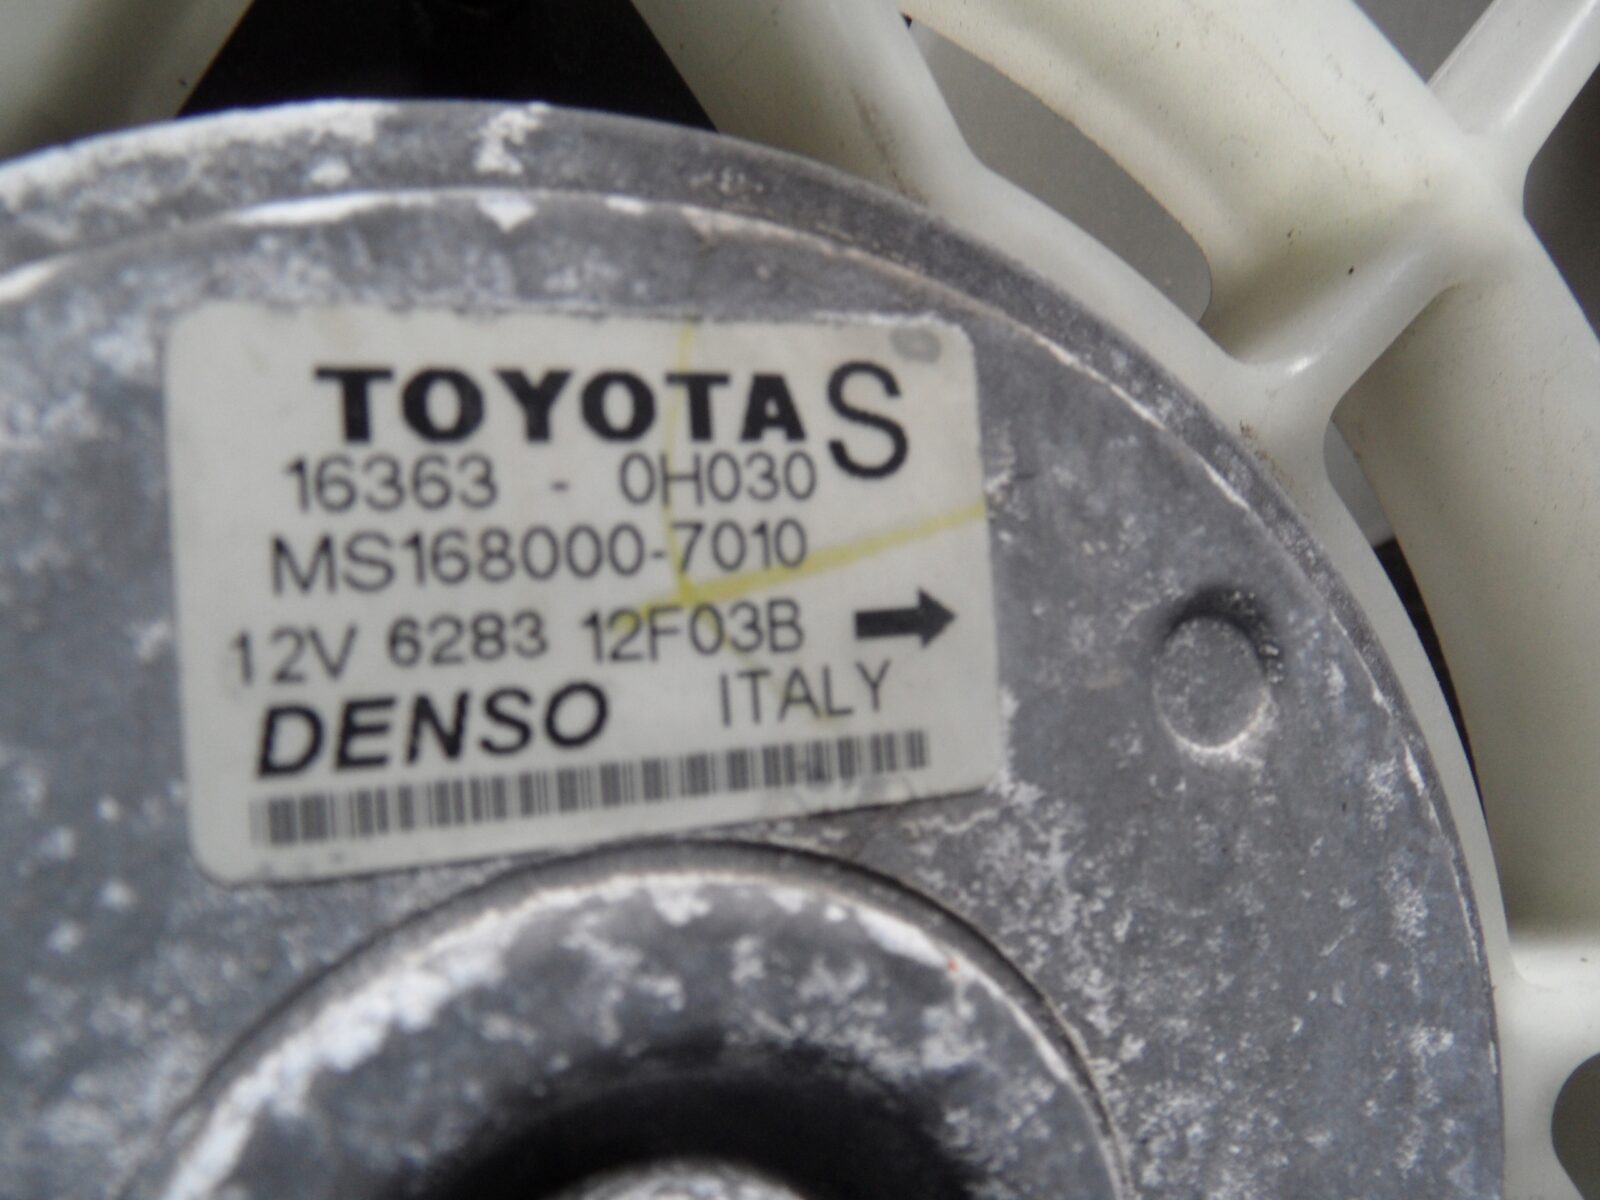 TOYOTA S
16363 - 0H030
MS168000-7010
12V 6283 12F03B
DENSO ITALY